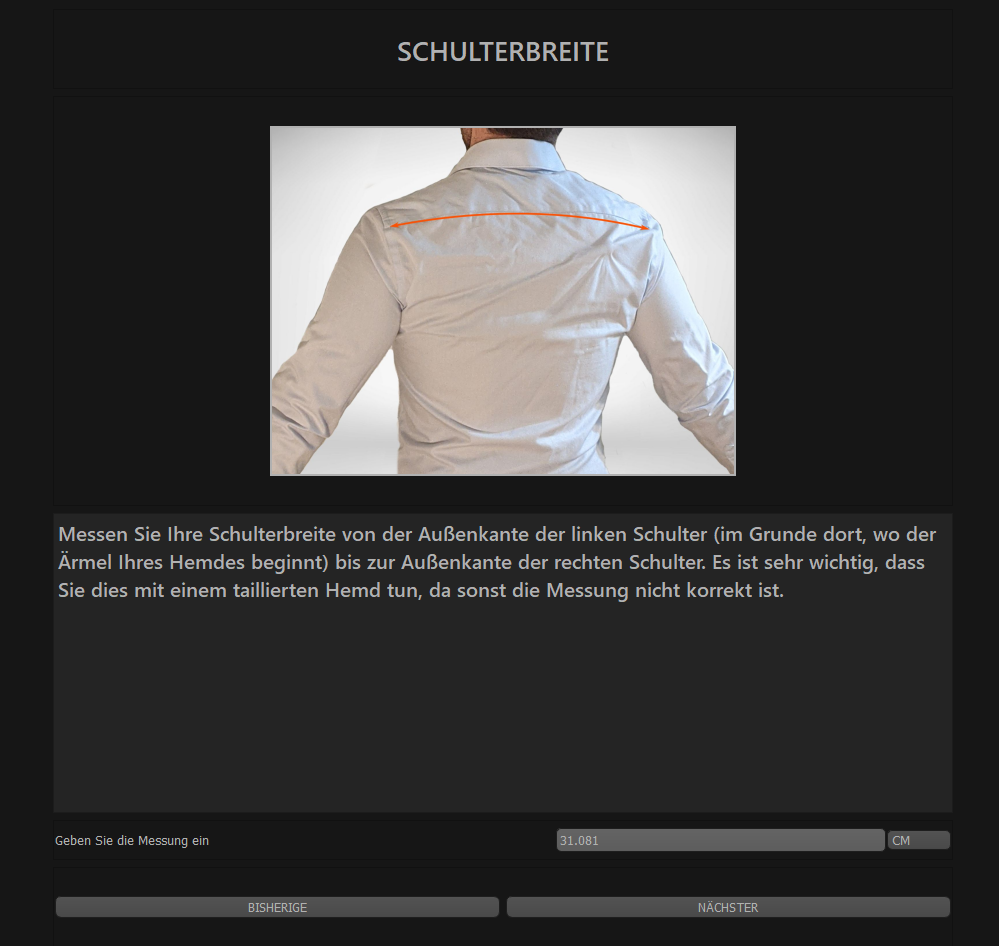 SCHULTERBREITE
Messen Sie Ihre Schulterbreite von der Außenkante der linken Schulter (im Grunde dort, wo der
Ärmel Ihres Hemdes beginnt) bis zur Außenkante der rechten Schulter. Es ist sehr wichtig, dass
Sie dies mit einem taillierten Hemd tun, da sonst die Messung nicht korrekt ist.
Geben Sie die Messung ein 31.081 CM
BISHERIGE NÄCHSTER